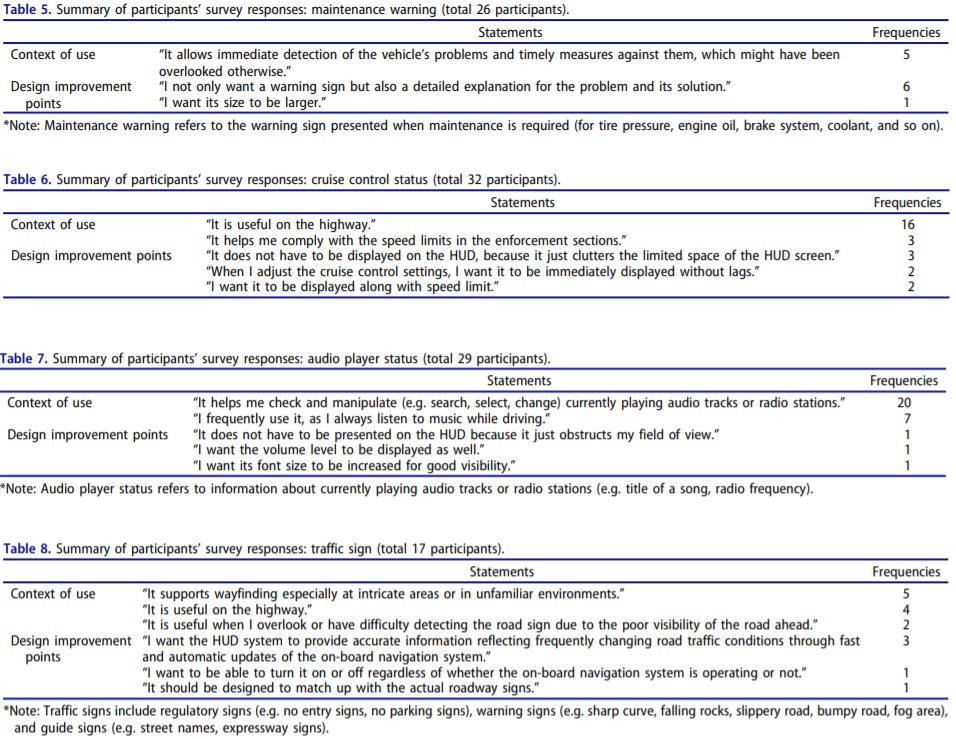 Table 5. Summary of participants' survey responses: maintenance warning (total 26 participants).
Statements Frequencies
Context of use "It allows immediate detection of the vehicle's problems and timely measures against them, which might have been 5
overlooked otherwise."
Design improvement "I not only want a warning sign but also a detailed explanation for the problem and its solution." 6
points "I want its size to be larger." 1
*Note: Maintenance warning refers to the warning sign presented when maintenance is required (for tire pressure, engine oil, brake system, coolant, and so on).
Table 6. Summary of participants' survey responses: cruise control status (total 32 participants).
Statements Frequencies
Context of use "It is useful on the highway." 16
"It helps me comply with the speed limits in the enforcement sections." 3
Design improvement points "It does not have to be displayed on the HUD, because it just clutters the limited space of the HUD screen." 3
"When I adjust the cruise control settings, I want it to be immediately displayed without lags." 2
"I want it to be displayed along with speed limit." 2
Table 7. Summary of participants' survey responses: audio player status (total 29 participants).
Statements Frequencies
Context of use "It helps me check and manipulate (e.g. search, select, change) currently playing audio tracks or radio stations." 20
"I frequently use it, as I always listen to music while driving." 7
Design improvement points "It does not have to be presented on the HUD because it just obstructs my field of view." 1
"I want the volume level to be displayed as well." 1
"I want its font size to be increased for good visibility." 1
*Note: Audio player status refers to information about currently playing audio tracks or radio stations (e.g. title of a song, radio frequency).
Table 8. Summary of participants' survey responses: traffic sign (total 17 participants).
Statements Frequencies
Context of use "It supports wayfinding especially at intricate areas or in unfamiliar environments." 5
"It is useful on the highway." 4
"It is useful when I overlook or have difficulty detecting the road sign due to the poor visibility of the road ahead." 2
Design improvement "I want the HUD system to provide accurate information reflecting frequently changing road traffic conditions through fast 3
points and automatic updates of the on-board navigation system."
"I want to be able to turn it on or off regardless of whether the on-board navigation system is operating or not." 1
"It should be designed to match up with the actual roadway signs." 1
*Note: Traffic signs include regulatory signs (e.g. no entry signs, no parking signs), warning signs (e.g. sharp curve, falling rocks, slippery road, bumpy road, fog area),
and guide signs (e.g. street names, expressway signs).